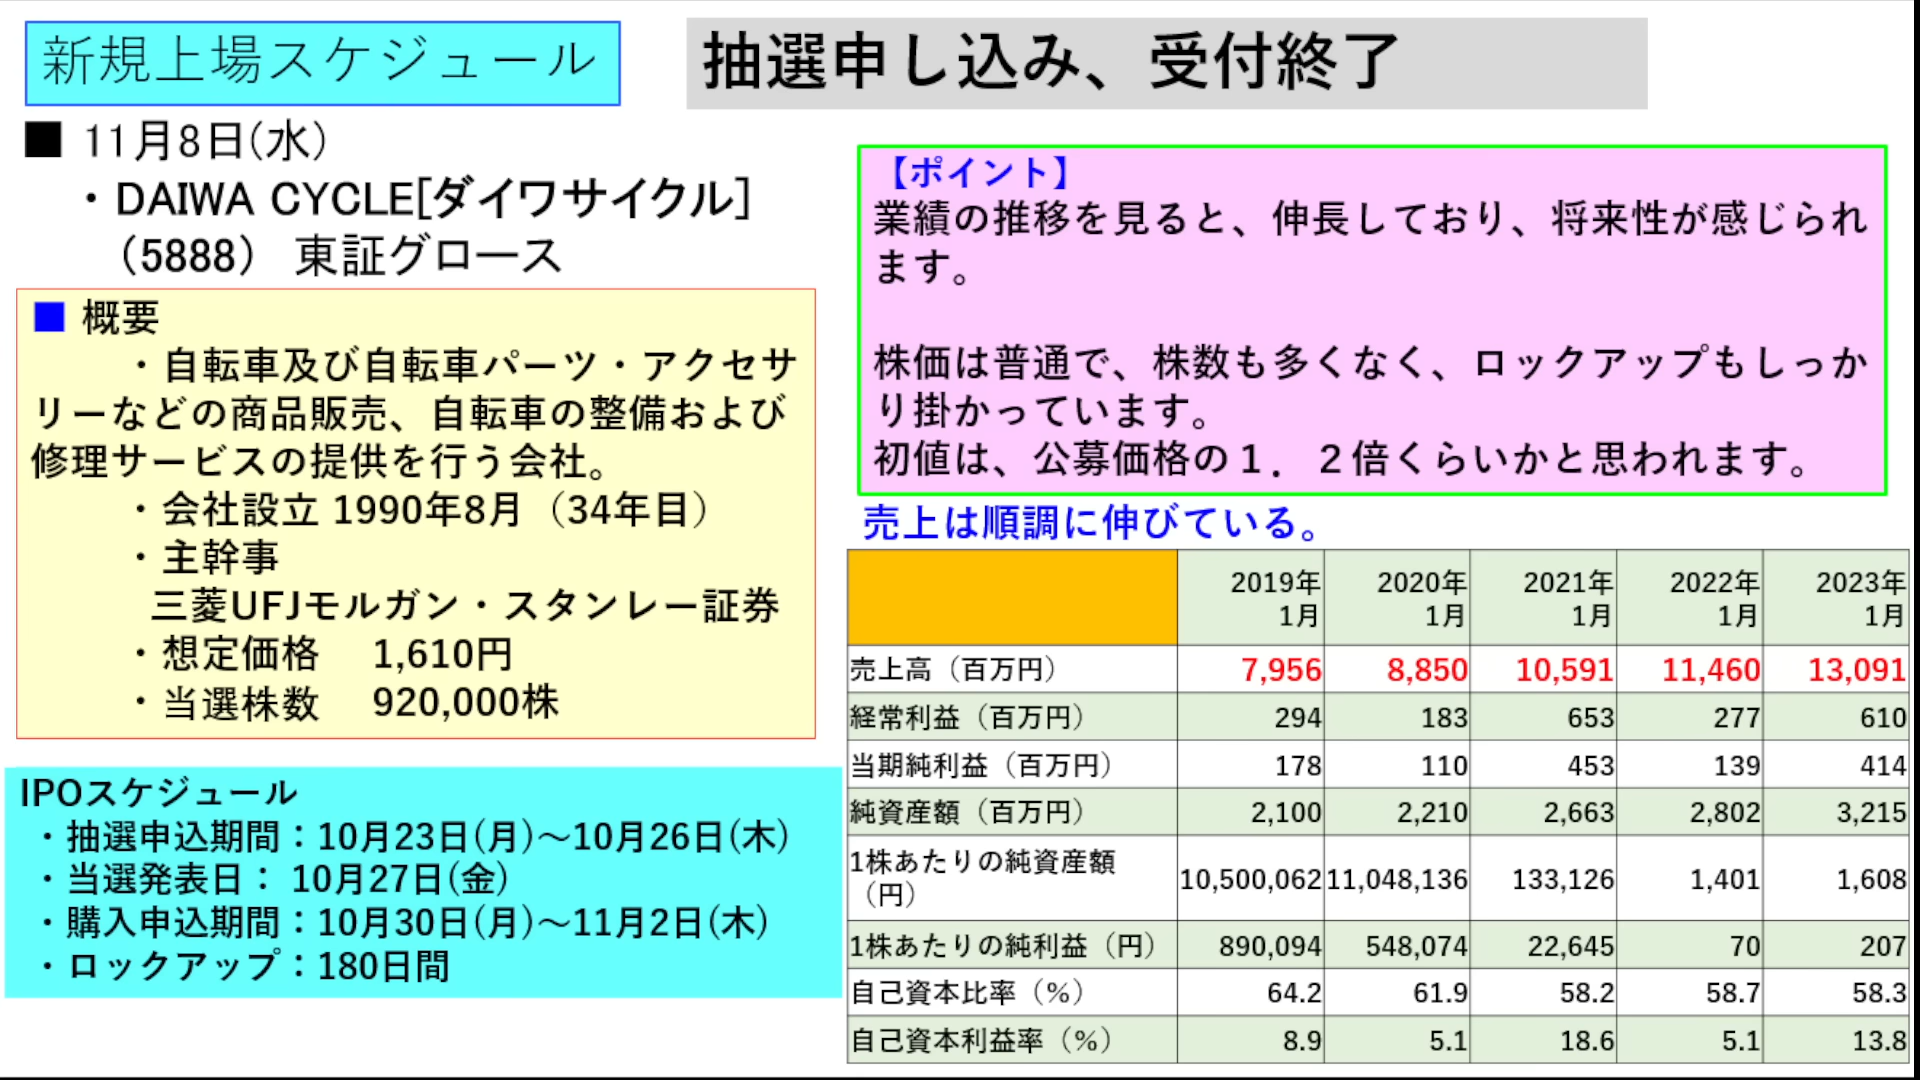 新規上場スケジュール
抽選申し込み、受付終了
■ 11月8日(水)
・DAIWA CYCLE[ダイワサイクル]
（5888） 東証グロース
■ 概要
・自転車及び自転車パーツ・アクセサ
リーなどの商品販売、自転車の整備および
修理サービスの提供を行う会社。
・会社設立 1990年8月（34年目）
・主幹事
三菱UFJモルガン・スタンレー証券
・想定価格 1,610円
・当選株数 920,000株
IPOスケジュール
・抽選申込期間：10月23日(月)～10月26日(木)
・当選発表日： 10月27日(金)
・購入申込期間：10月30日(月)～11月2日(木)
・ロックアップ：180日間
【ポイント】
業績の推移を見ると、伸長しており、将来性が感じられ
ます。
株価は普通で、株数も多くなく、ロックアップもしっか
り掛かっています。
初値は、公募価格の１．２倍くらいかと思われます。
売上は順調に伸びている。
2019年 2020年 2021年 2022年 2023年
1月 1月 1月 1月 1月
売上高（百万円） 7,956 8,850 10,591 11,460 13,091
経常利益（百万円） 294 183 653 277 610
当期純利益（百万円） 178 110 453 139 414
純資産額（百万円） 2,100 2,210 2,663 2,802 3,215
1株あたりの純資産額
（円） 10,500,062 11,048,136 133,126 1,401 1,608
1株あたりの純利益（円） 890,094 548,074 22,645 70 207
自己資本比率（%） 64.2 61.9 58.2 58.7 58.3
自己資本利益率（%） 8.9 5.1 18.6 5.1 13.8